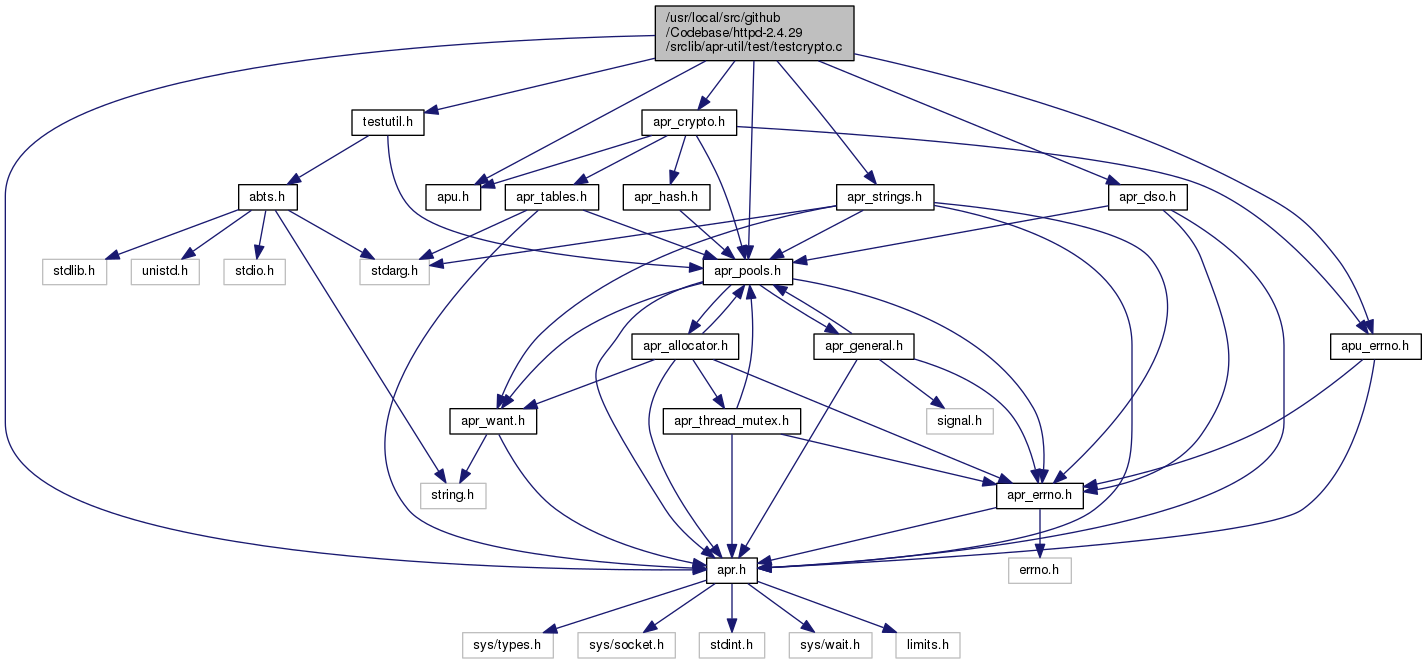 /usr/local/src/github
/Codebase/httpd-2.4.29
/srclib/apr-util/test/testcrypto.c
testutil.h
apr_crypto.h
abts.h
apu.h
apr_tables.h
apr_hash.h
apr_strings.h
apr_dso.h
stdlib.h
unistd.h
stdio.h
stdarg.h
apr_pools.h
apr_allocator.h
apr_general.h
apu_errno.h
apr_want.h
apr_thread_mutex.h
signal.h
string.h
apr_errno.h
apr.h
errno.h
sys/types.h
sys/socket.h
stdint.h
sys/wait.h
limits.h